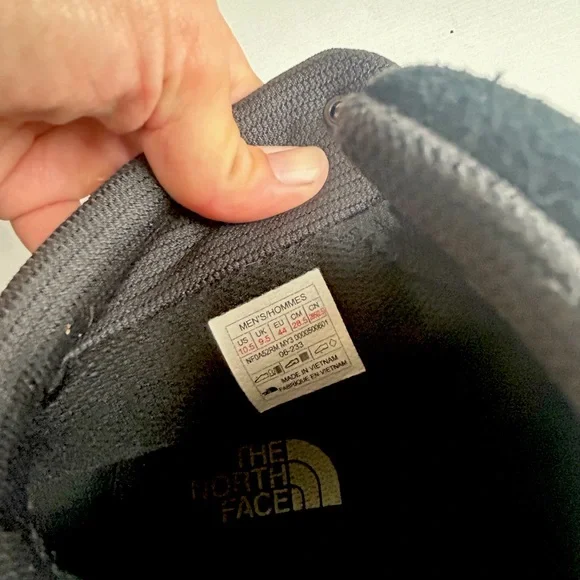 MEN'S/HOMMES
US UK EU CM CN
10.5 9.5 44 28.5
NF0A52RM MY3 0000500601
06-233
MADE IN VIETNAM
FABRIQUE EN VIETNAM
THE
NORTH
FACE